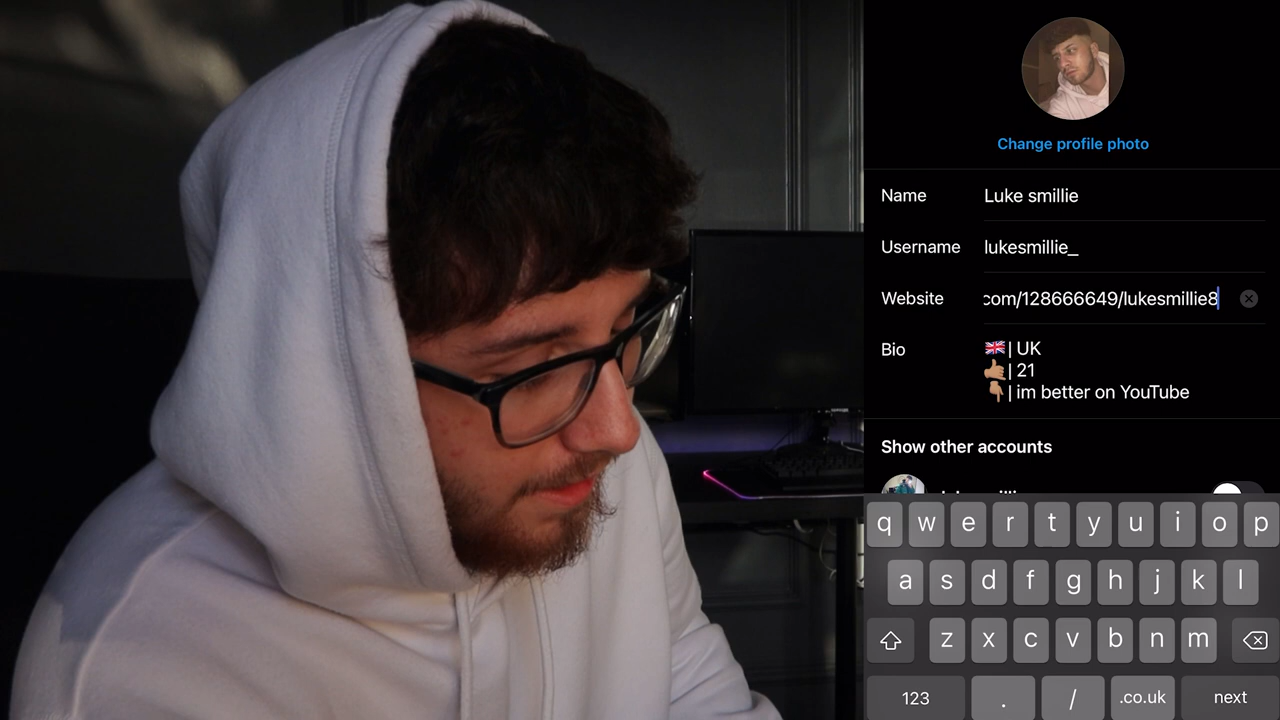 Change profile photo
Name Luke smillie
Username lukesmillie_
Website com/128666649/lukesmillie8
Bio 🇬🇧| UK
🤙🏼| 21
👇🏼| im better on YouTube
Show other accounts
q w e r t y u i o p
a s d f g h j k l
z x c v b n m
123 . / .co.uk next